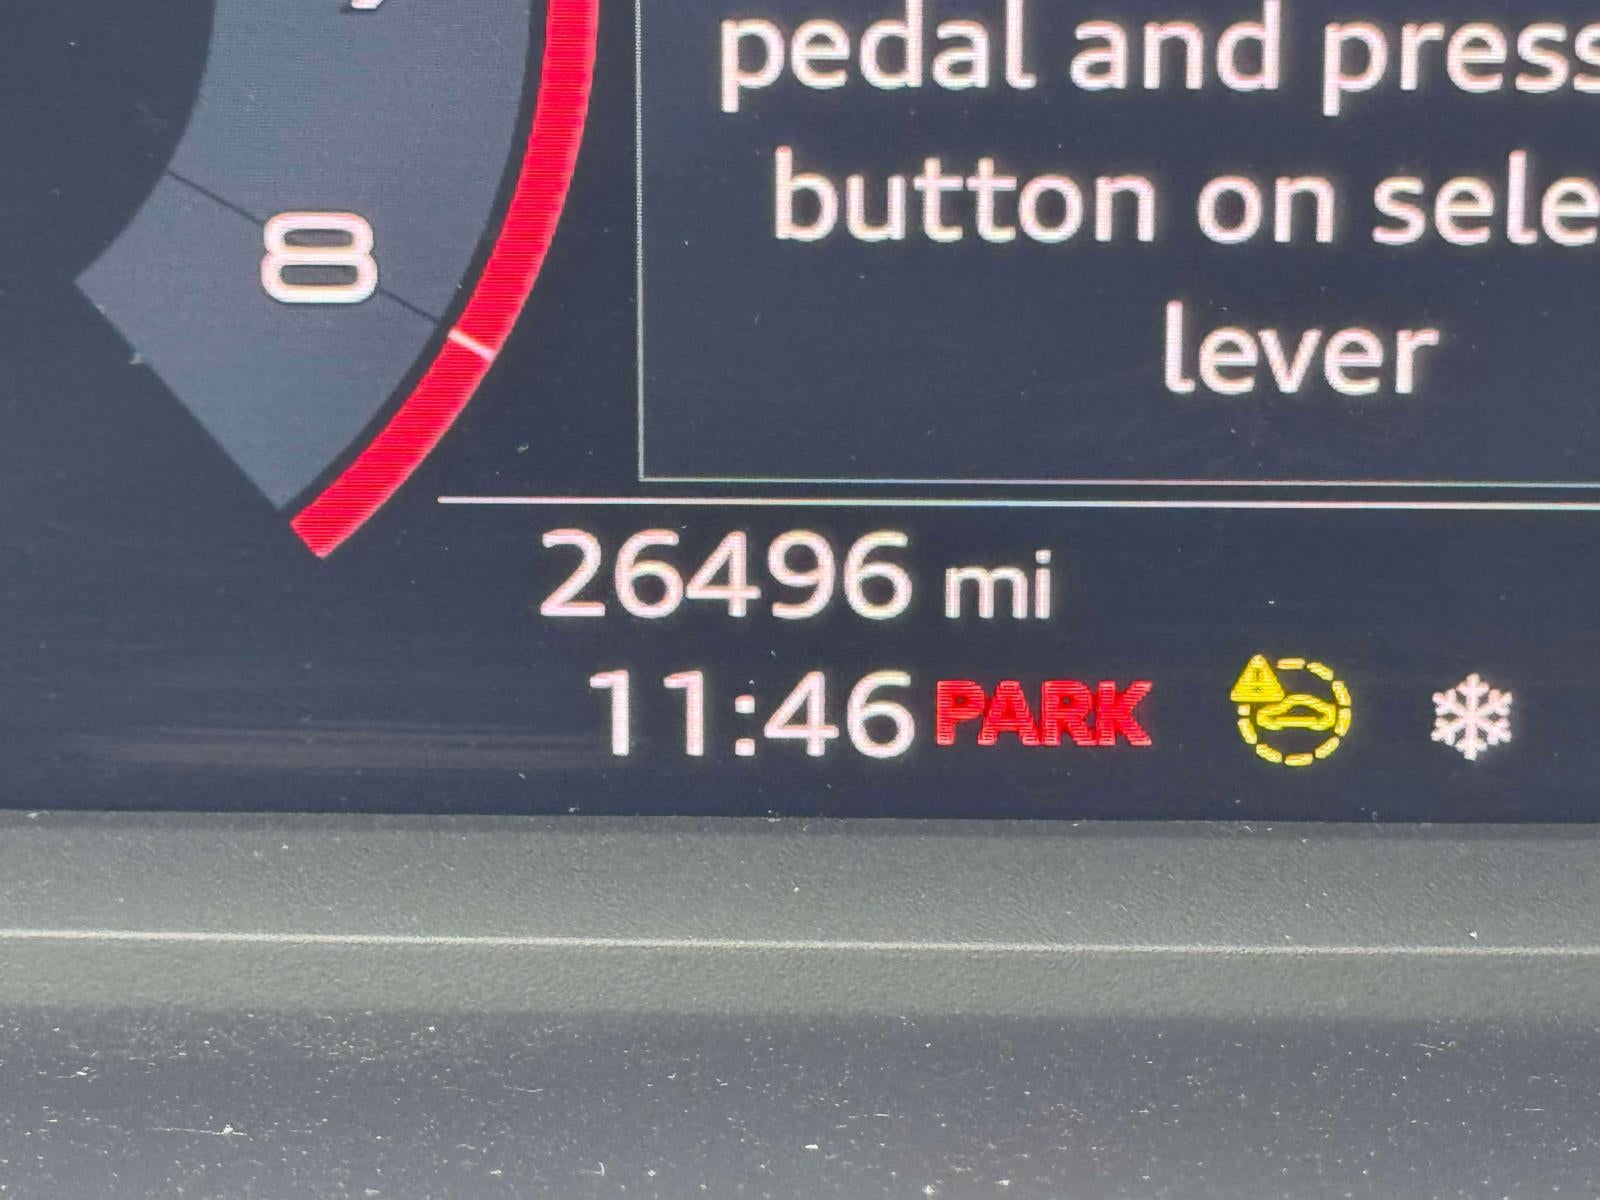 pedal and press
button on sele
lever
8
26496 mi
11:46 PARK